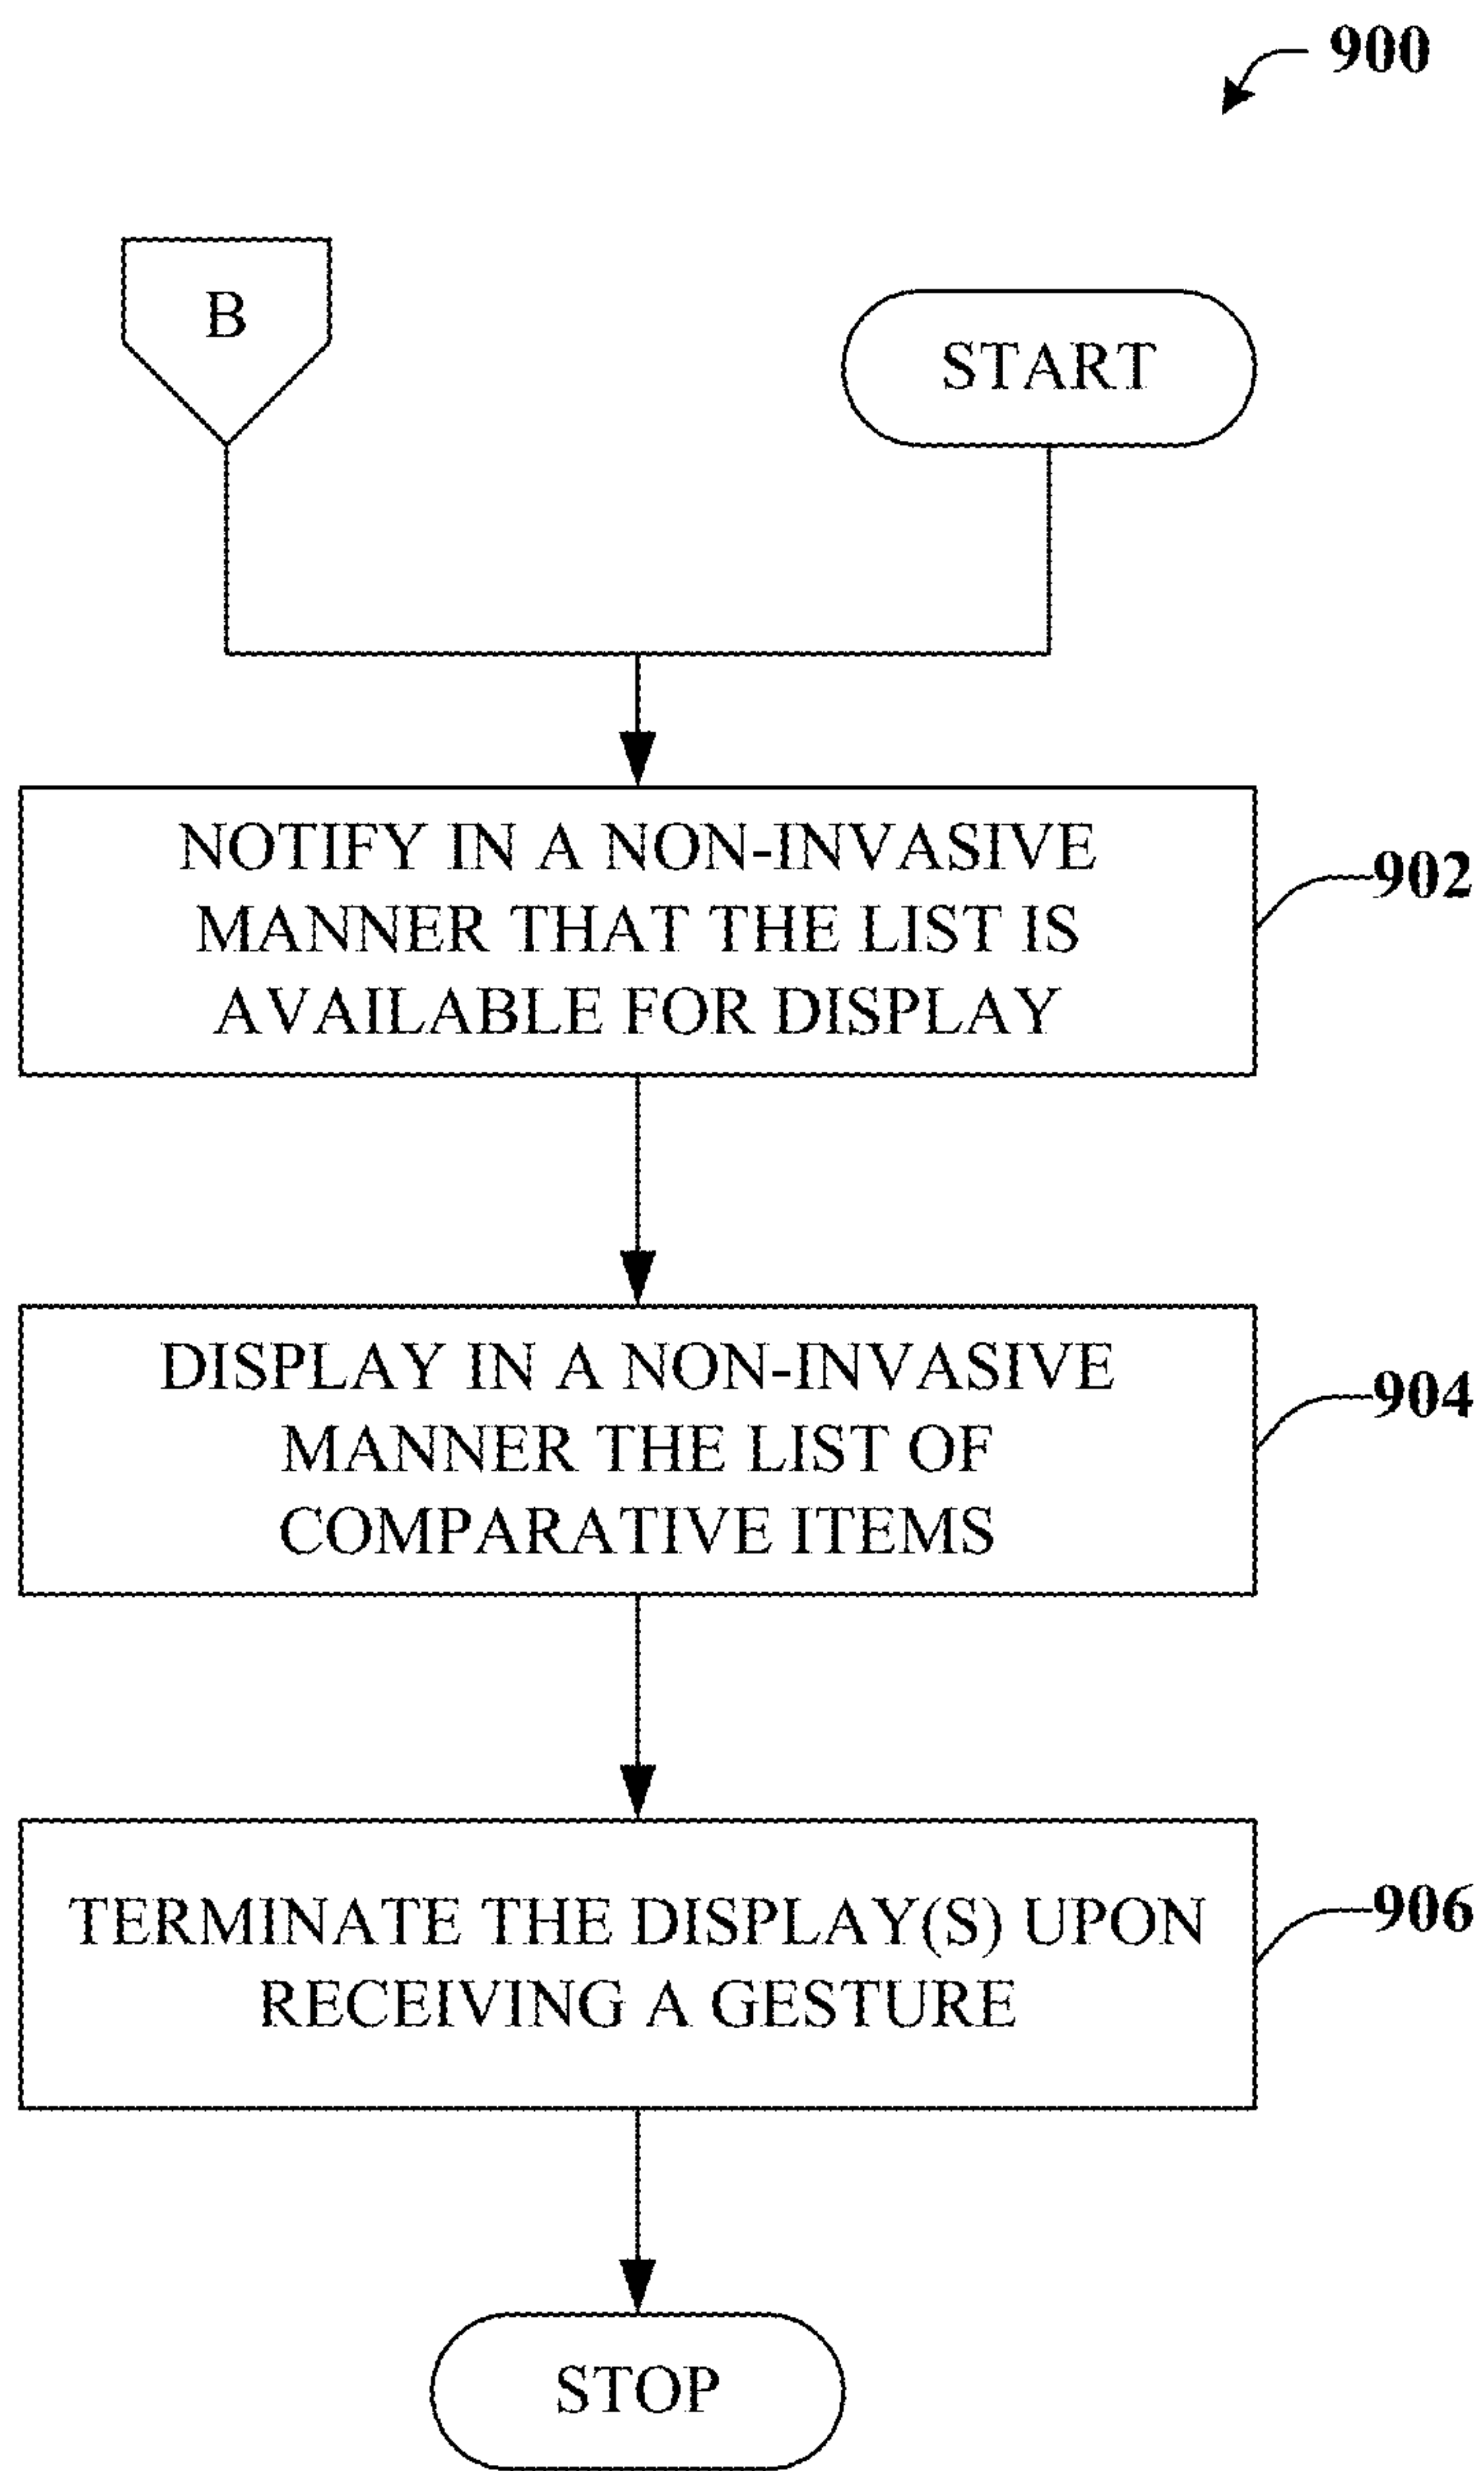 900
B
START
NOTIFY IN A NON-INVASIVE
MANNER THAT THE LIST IS
AVAILABLE FOR DISPLAY
902
DISPLAY IN A NON-INVASIVE
MANNER THE LIST OF
COMPARATIVE ITEMS
904
TERMINATE THE DISPLAY(S) UPON
RECEIVING A GESTURE
906
STOP